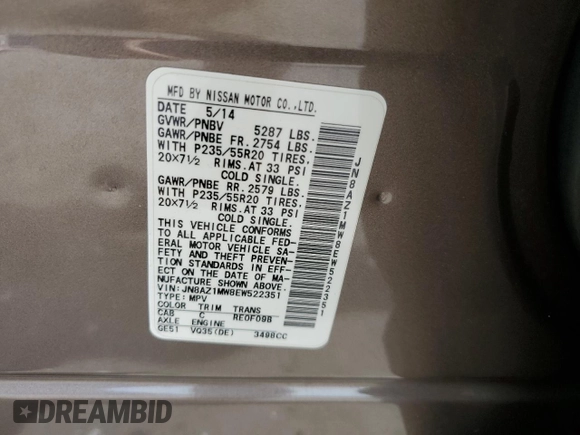 MFD BY NISSAN MOTOR CO.,LTD.
DATE 5/14
GVWR/PNBV 5287 LBS.
GAWR/PNBE FR. 2754 LBS.
WITH P235/55R20 TIRES.
20X7½ RIMS.AT 33 PSI
COLD SINGLE.
GAWR/PNBE RR. 2579 LBS.
WITH P235/55R20 TIRES.
20X7½ RIMS.AT 33 PSI
COLD SINGLE.
THIS VEHICLE CONFORMS
TO ALL APPLICABLE FED-
ERAL MOTOR VEHICLE SA-
FETY AND THEFT PREVENTION
STANDARDS IN EFF-
ECT ON THE DATE OF MA-
NUFACTURE SHOWN ABOVE.
VIN:JN8AZ1MW8EW522351
TYPE: MPV
COLOR TRIM TRANS
CAB C RE0F09B
AXLE ENGINE
GE51 VQ35(DE) 3498CC
JN8AZ1MW8EW522351
DREAMBID